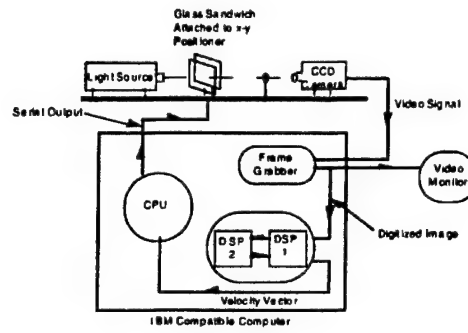 Glass Sandwich
Attached to x-y
Positioner
Light Source
CCD
Camera
Serial Output
Video Signal
Frame
Grabber
Video
Monitor
CPU
DSP
2
DSP
1
Digitized Image
Velocity Vector
IBM Compatible Computer